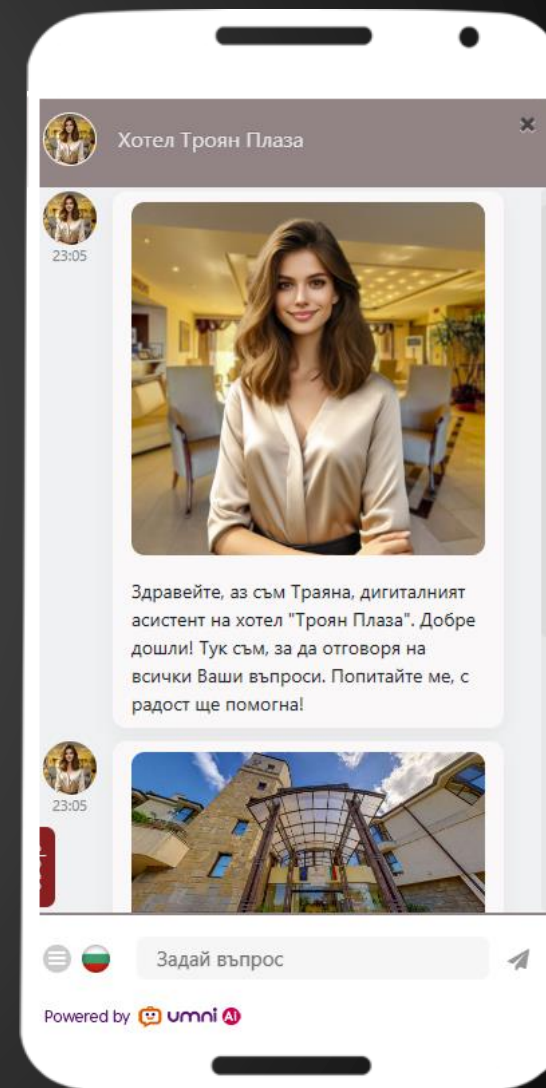 Хотел Троян Плаза
23:05
Здравейте, аз съм Траяна, дигиталният
асистент на хотел "Троян Плаза". Добре
дошли! Тук съм, за да отговоря на
всички Ваши въпроси. Попитайте ме, с
радост ще помогна!
23:05
Задай въпрос
Powered by umni AI